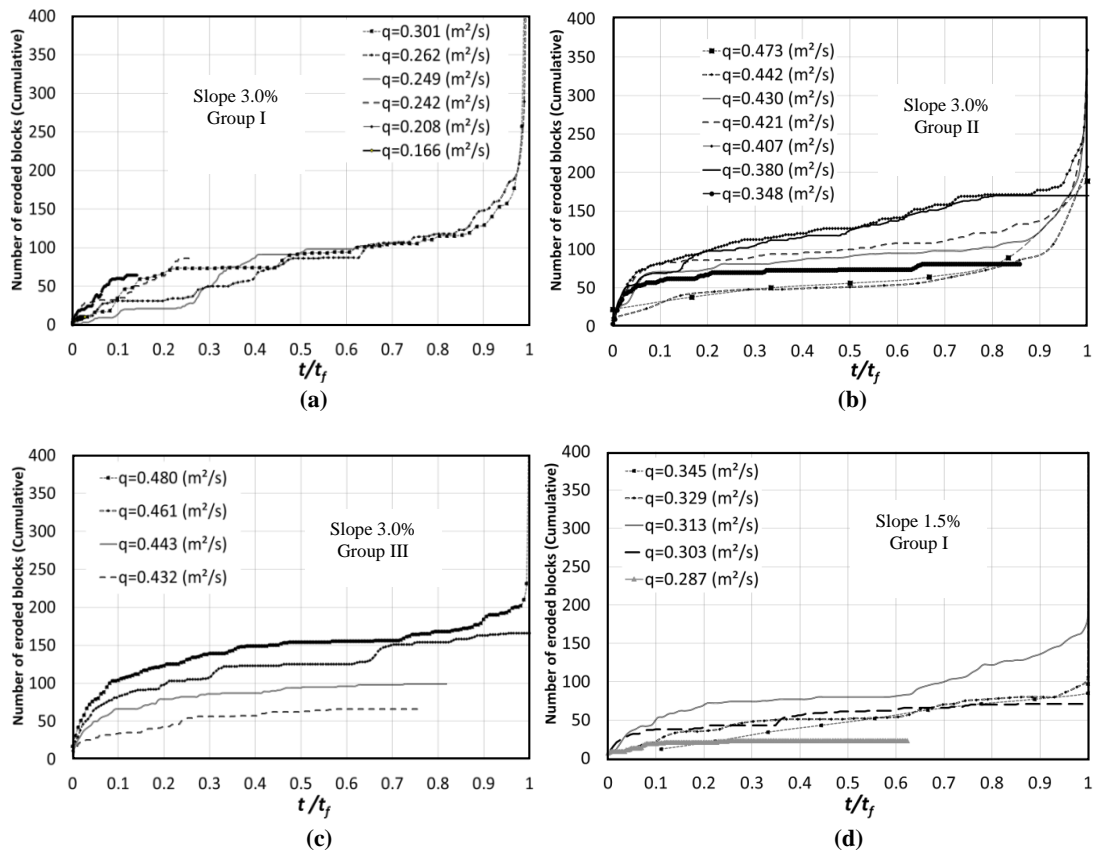 Number of eroded blocks (Cumulative)
400
350
300
250
200
150
100
50
0
q=0.301 (m²/s)
q=0.262 (m²/s)
q=0.249 (m²/s)
q=0.242 (m²/s)
q=0.208 (m²/s)
q=0.166 (m²/s)
Slope 3.0%
Group I
0 0.1 0.2 0.3 0.4 0.5 0.6 0.7 0.8 0.9 1
t/tf
(a)
Number of eroded blocks (Cumulative)
400
350
300
250
200
150
100
50
0
q=0.473 (m²/s)
q=0.442 (m²/s)
q=0.430 (m²/s)
q=0.421 (m²/s)
q=0.407 (m²/s)
q=0.380 (m²/s)
q=0.348 (m²/s)
Slope 3.0%
Group II
0 0.1 0.2 0.3 0.4 0.5 0.6 0.7 0.8 0.9 1
t/tf
(b)
Number of eroded blocks (Cumulative)
400
350
300
250
200
150
100
50
0
q=0.480 (m²/s)
q=0.461 (m²/s)
q=0.443 (m²/s)
q=0.432 (m²/s)
Slope 3.0%
Group III
0 0.1 0.2 0.3 0.4 0.5 0.6 0.7 0.8 0.9 1
t/tf
(c)
Number of eroded blocks (Cumulative)
400
350
300
250
200
150
100
50
0
q=0.345 (m²/s)
q=0.329 (m²/s)
q=0.313 (m²/s)
q=0.303 (m²/s)
q=0.287 (m²/s)
Slope 1.5%
Group I
0 0.1 0.2 0.3 0.4 0.5 0.6 0.7 0.8 0.9 1
t/tf
(d)